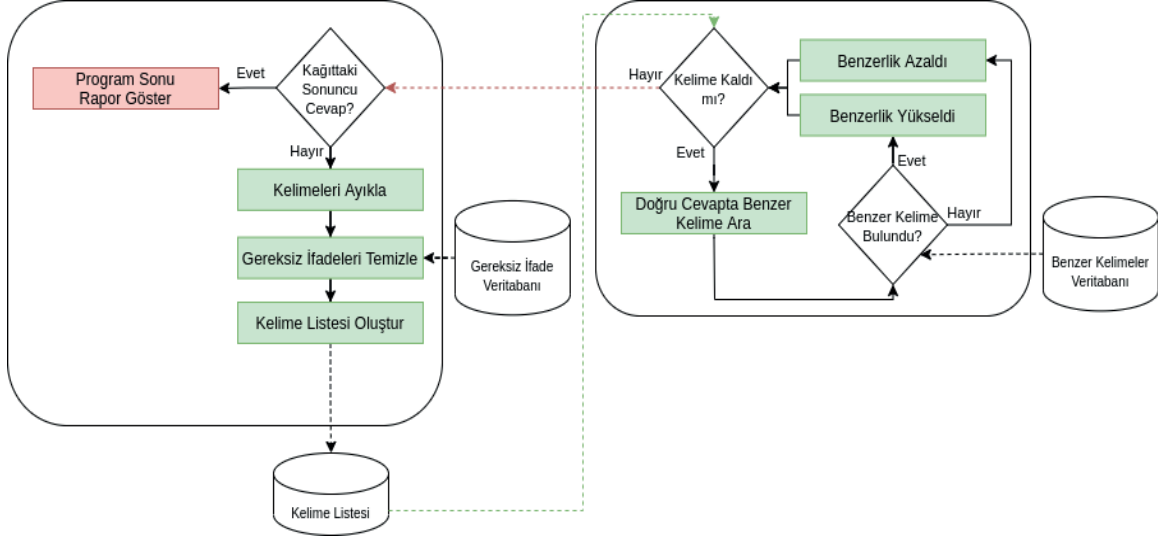 Program Sonu
Rapor Göster
Evet
Kağıttaki
Sonuncu
Cevap?
Hayır
Kelimeleri Ayıkla
Gereksiz İfadeleri Temizle
Gereksiz İfade
Veritabanı
Kelime Listesi Oluştur
Kelime Listesi
Hayır
Kelime Kaldı
mı?
Evet
Doğru Cevapta Benzer
Kelime Ara
Benzerlik Azaldı
Benzerlik Yükseldi
Evet
Benzer Kelime
Bulundu?
Hayır
Benzer Kelimeler
Veritabanı